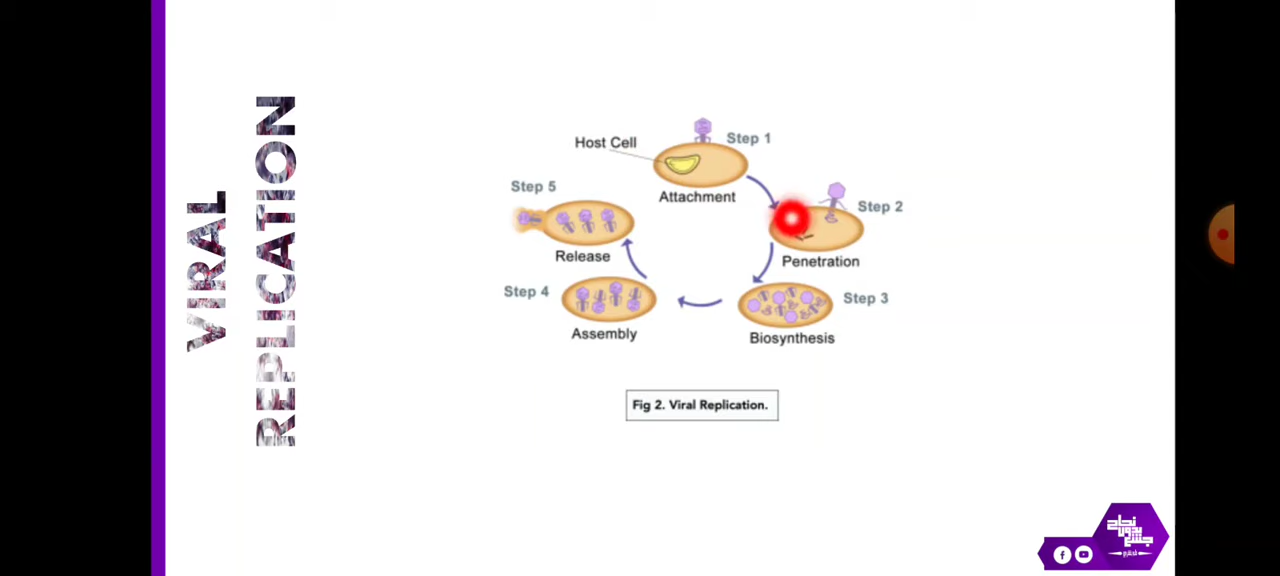 VIRAL
REPLICATION
Host Cell
Step 1
Attachment
Step 2
Penetration
Step 3
Biosynthesis
Step 4
Assembly
Step 5
Release
Fig 2. Viral Replication.